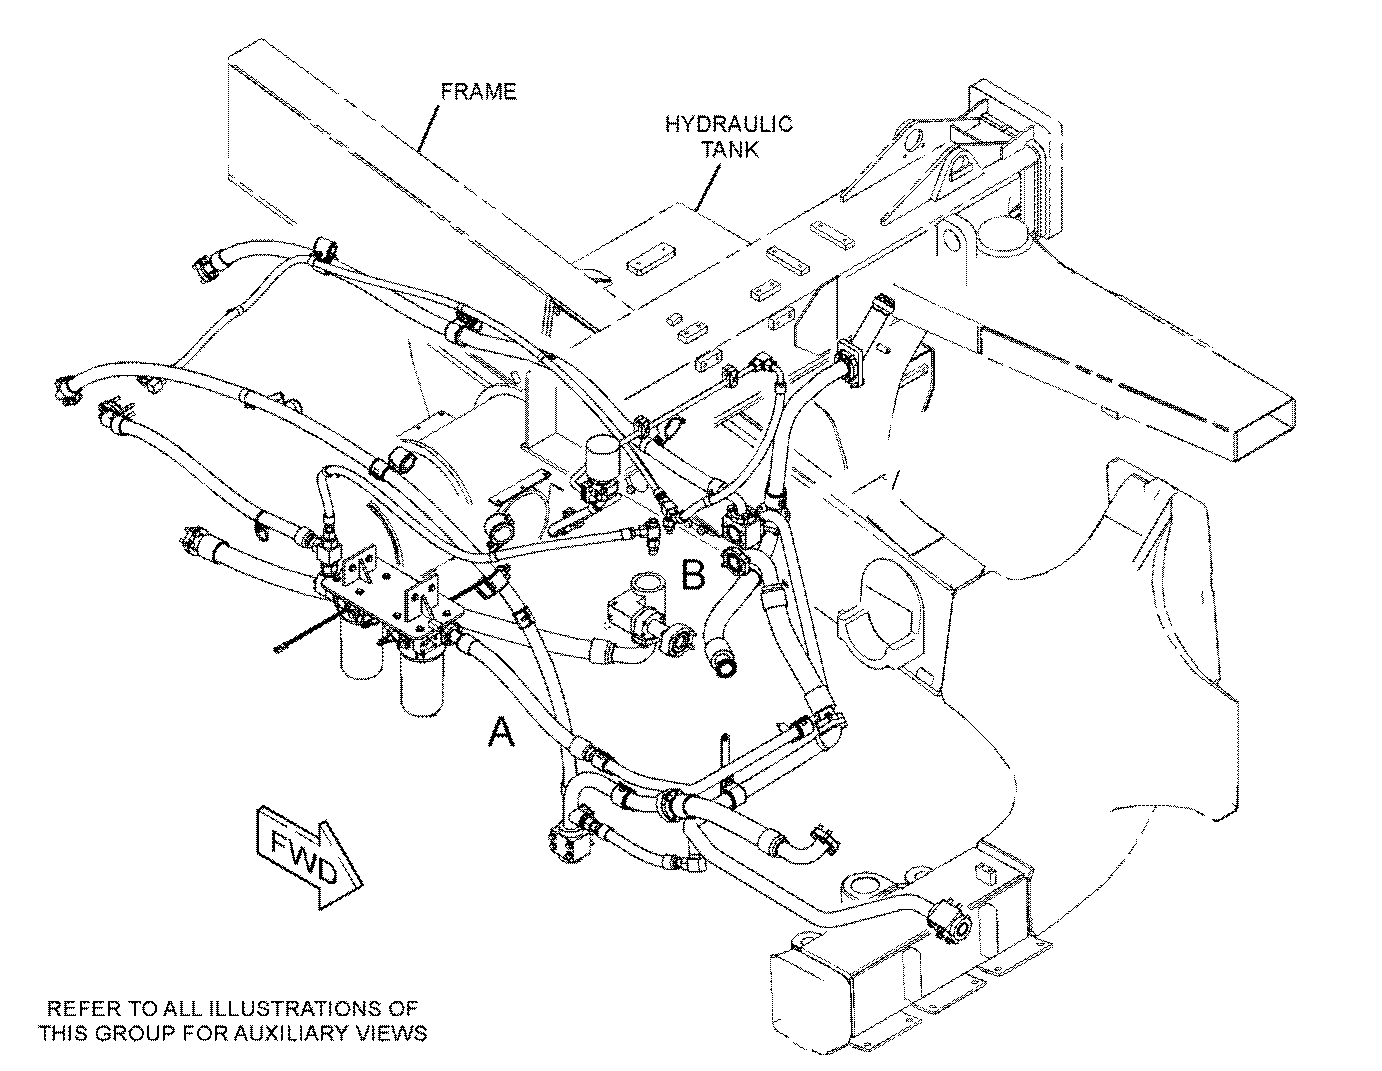 FRAME
HYDRAULIC
TANK
B
A
FWD
REFER TO ALL ILLUSTRATIONS OF
THIS GROUP FOR AUXILIARY VIEWS